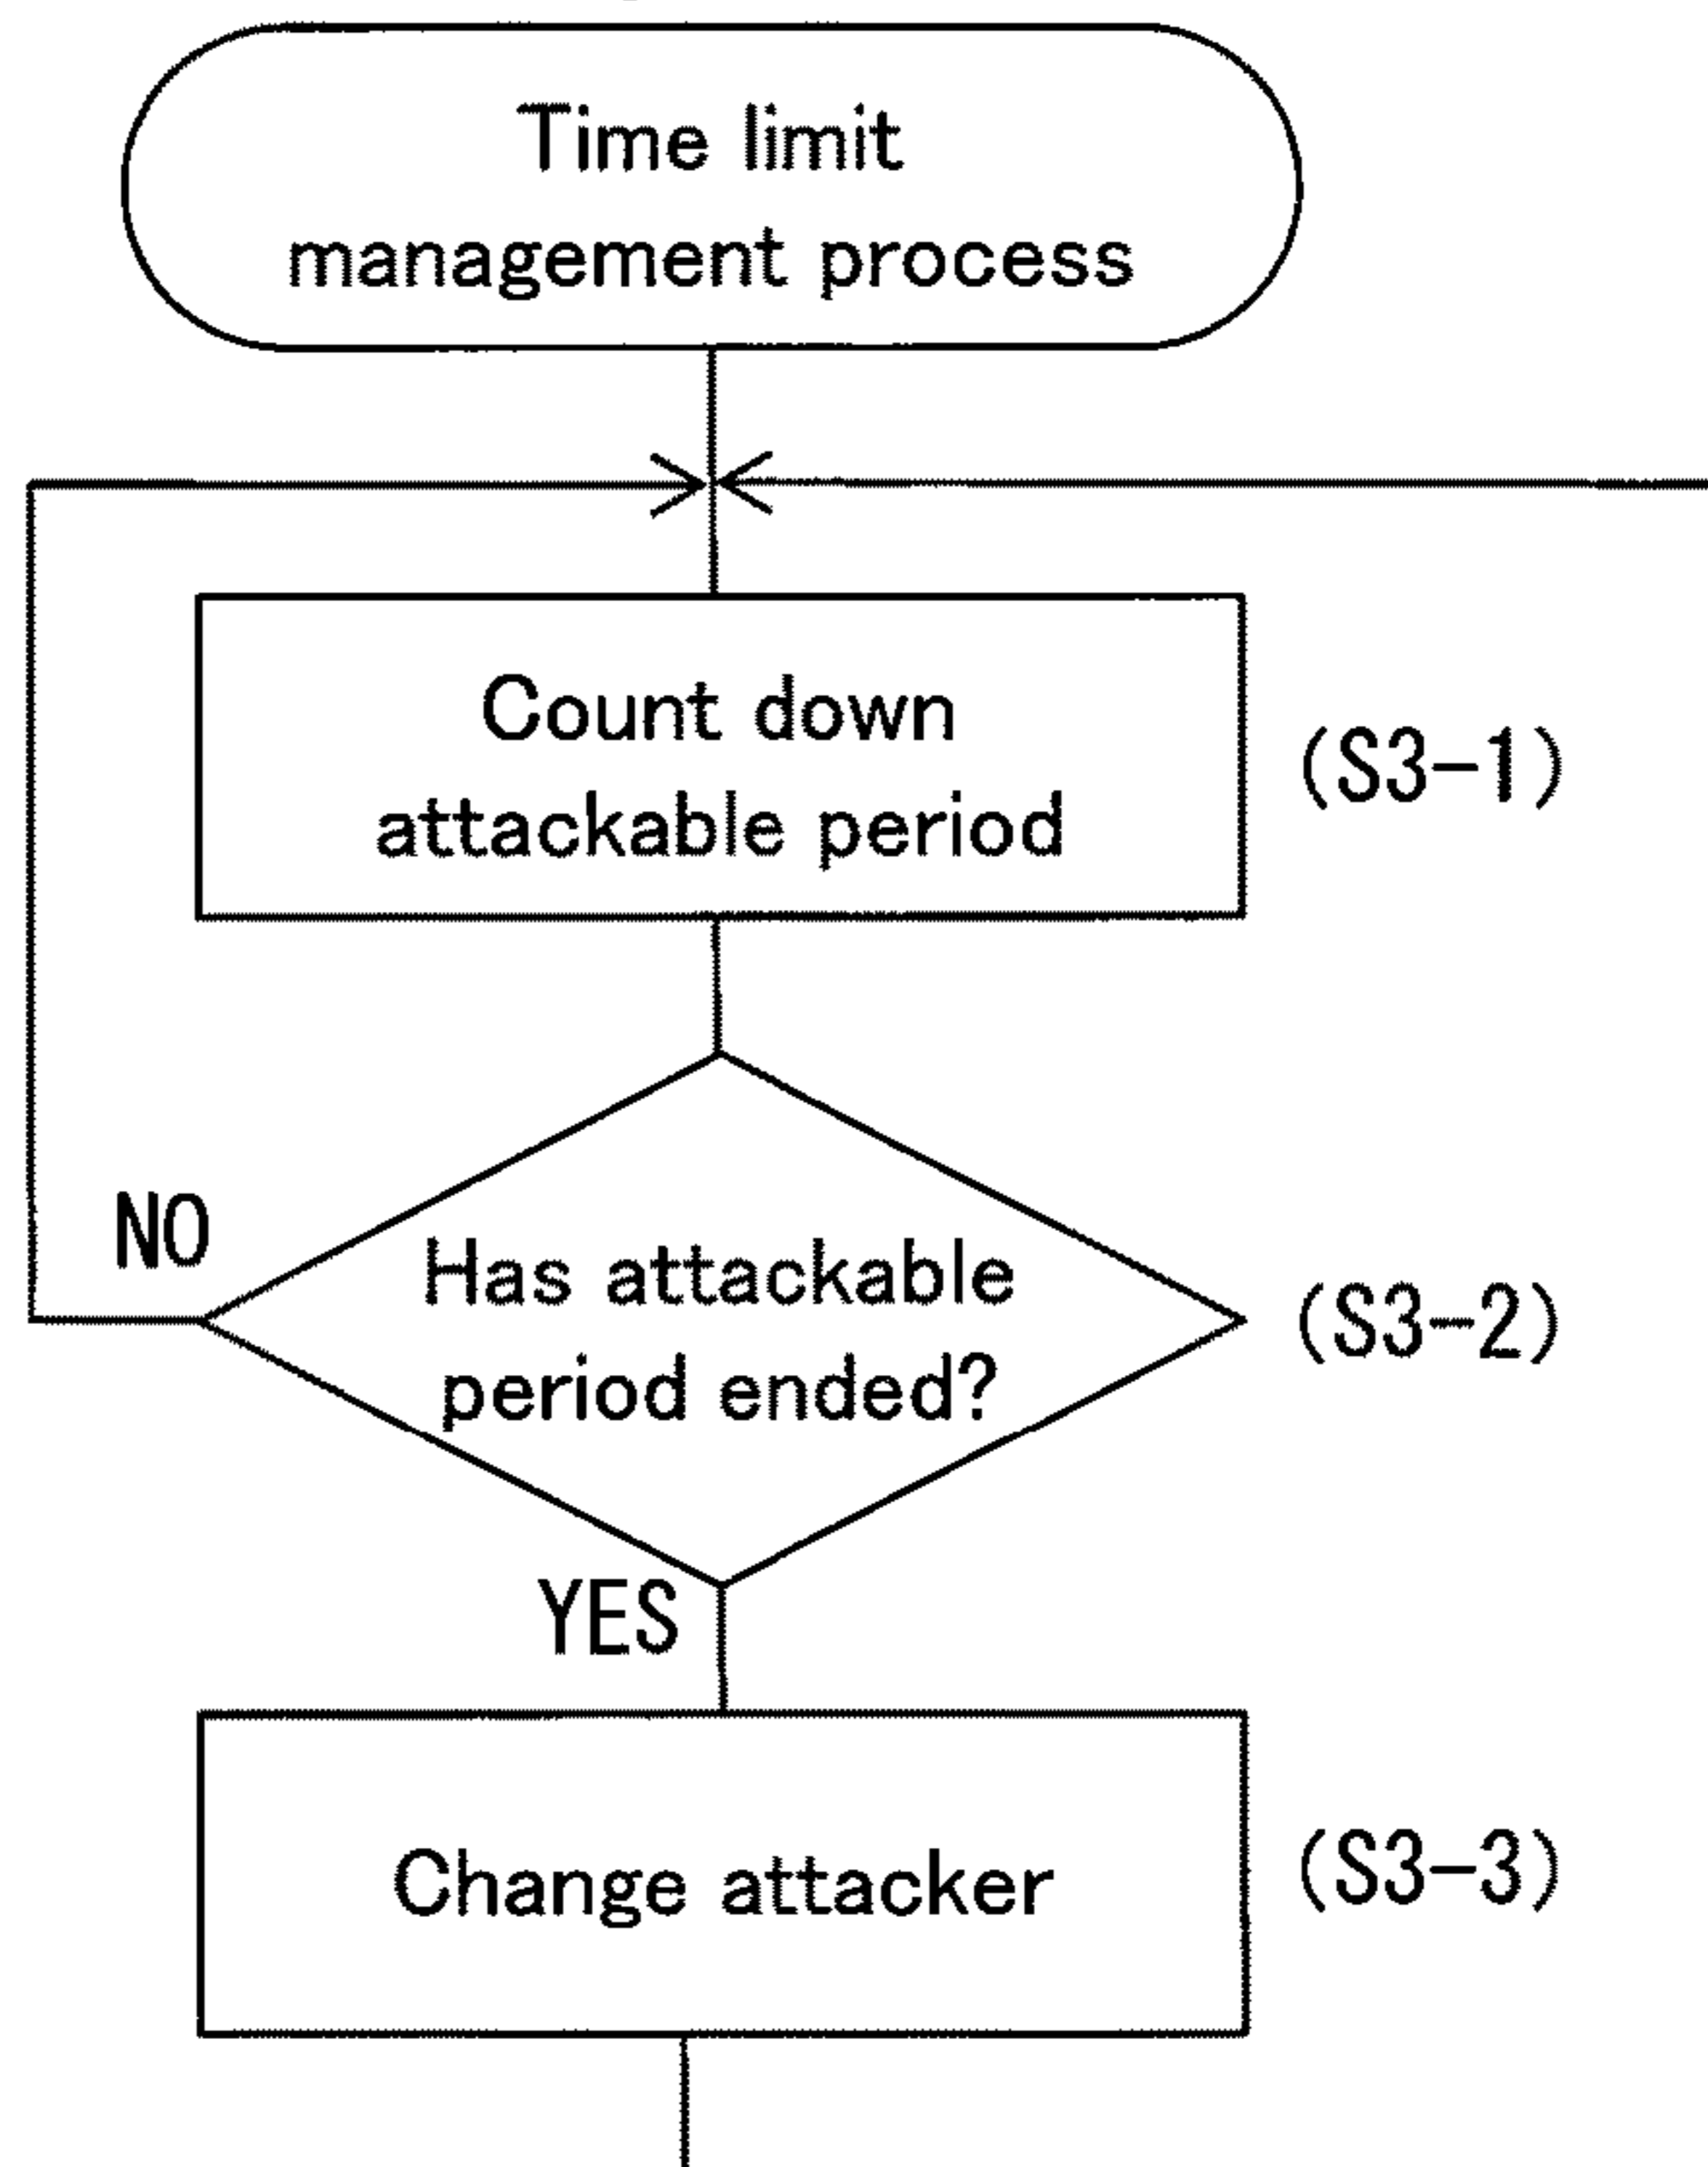 Time limit
management process
Count down
attackable period
(S3-1)
NO
Has attackable
period ended?
(S3-2)
YES
Change attacker
(S3-3)